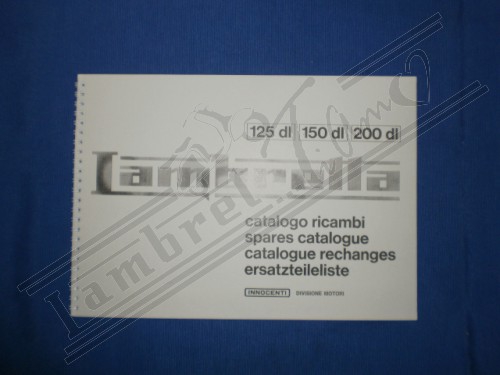 125 dl 150 dl 200 dl
Lambretta
catalogo ricambi
spares catalogue
catalogue rechanges
ersatzteileliste
INNOCENTI DIVISIONE MOTORI